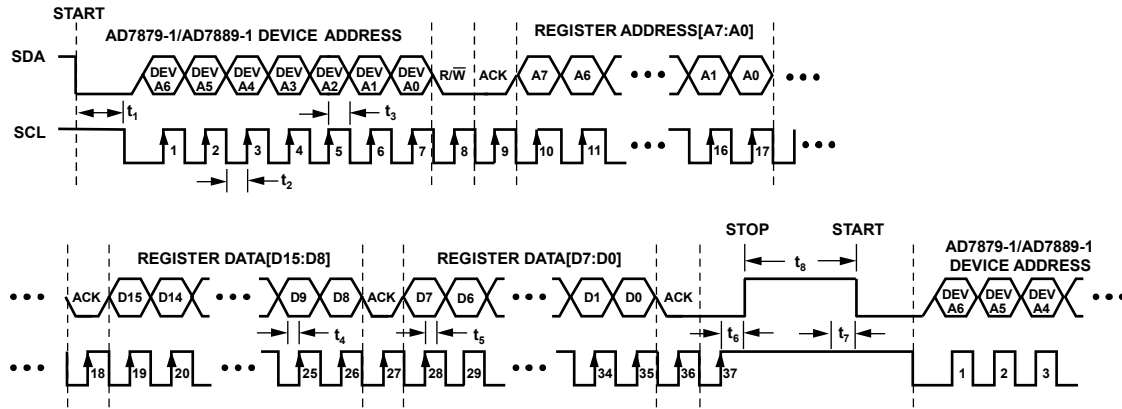 START
AD7879-1/AD7889-1 DEVICE ADDRESS
REGISTER ADDRESS[A7:A0]
SDA
DEV A6
DEV A5
DEV A4
DEV A3
DEV A2
DEV A1
DEV A0
R/W̅
ACK
A7
A6
A1
A0
t1
t3
SCL
1
2
3
4
5
6
7
8
9
10
11
16
17
t2
STOP
START
REGISTER DATA[D15:D8]
REGISTER DATA[D7:D0]
AD7879-1/AD7889-1
DEVICE ADDRESS
t8
ACK
D15
D14
D9
D8
ACK
D7
D6
D1
D0
ACK
DEV A6
DEV A5
DEV A4
t4
t5
t6
t7
18
19
20
25
26
27
28
29
34
35
36
37
1
2
3